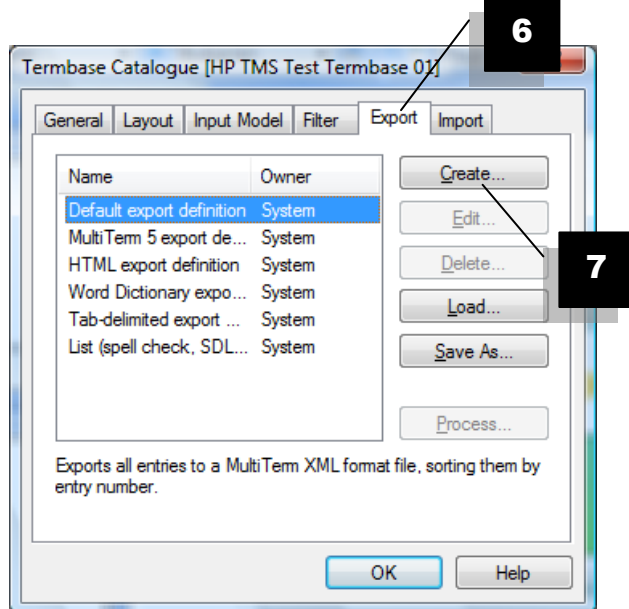 6
Termbase Catalogue [HP TMS Test Termbase 01]
General Layout Input Model Filter Export Import
Name Owner Create...
Default export definition System Edit...
MultiTerm 5 export de... System
HTML export definition System Delete... 7
Word Dictionary expo... System Load...
Tab-delimited export ... System
List (spell check, SDL... System Save As...
Process...
Exports all entries to a MultiTerm XML format file, sorting them by
entry number.
OK Help